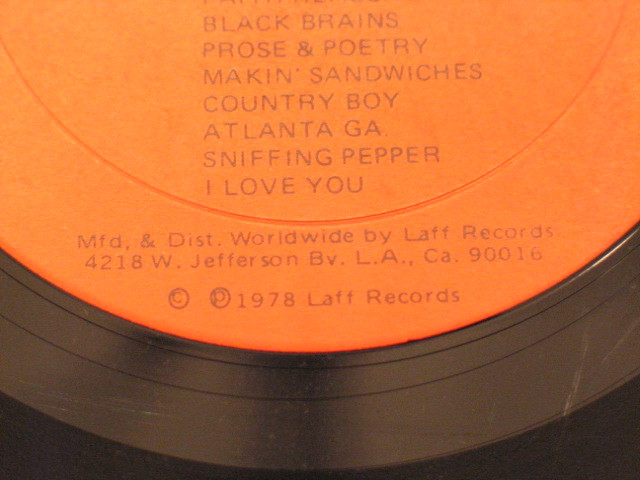 BLACK BRAINS
PROSE & POETRY
MAKIN' SANDWICHES
COUNTRY BOY
ATLANTA GA.
SNIFFING PEPPER
I LOVE YOU
Mfd, & Dist. Worldwide by Laff Records
4218 W. Jefferson Bv. L.A., Ca. 90016
© ℗ 1978 Laff Records